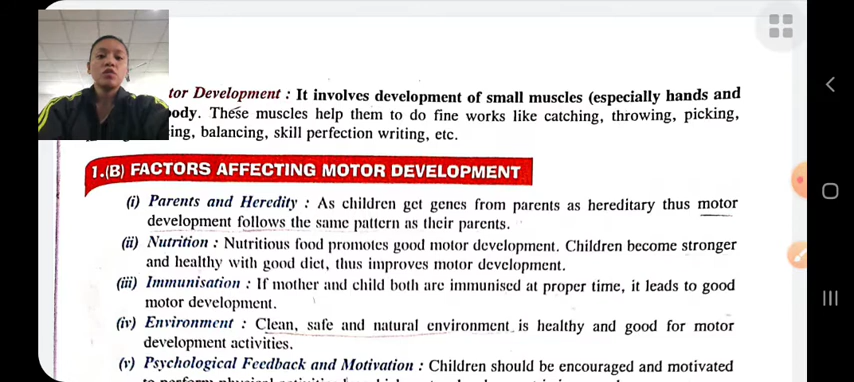 tor Development : It involves development of small muscles (especially hands and
body. These muscles help them to do fine works like catching, throwing, picking,
ing, balancing, skill perfection writing, etc.
1.(B) FACTORS AFFECTING MOTOR DEVELOPMENT
(i) Parents and Heredity : As children get genes from parents as hereditary thus motor
development follows the same pattern as their parents.
(ii) Nutrition : Nutritious food promotes good motor development. Children become stronger
and healthy with good diet, thus improves motor development.
(iii) Immunisation : If mother and child both are immunised at proper time, it leads to good
motor development.
(iv) Environment : Clean, safe and natural environment is healthy and good for motor
development activities.
(v) Psychological Feedback and Motivation : Children should be encouraged and motivated